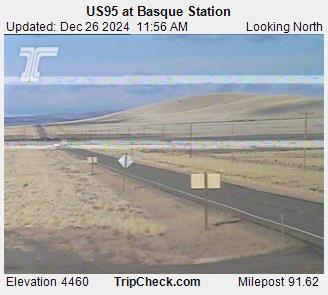 US95 at Basque Station
Updated: Dec 26 2024 11:56 AM Looking North
Elevation 4460 TripCheck.com Milepost 91.62